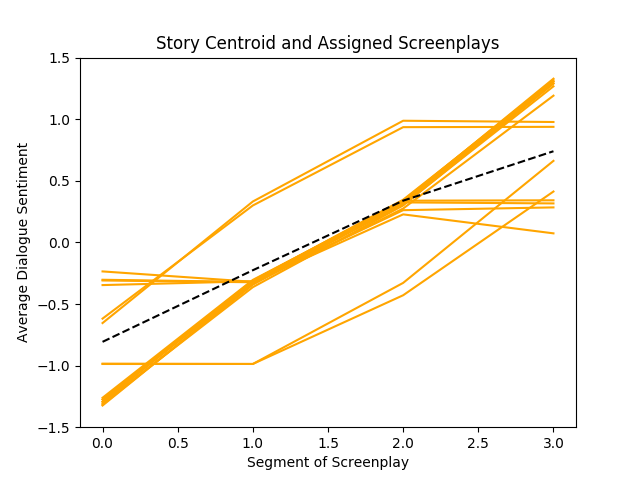 Story Centroid and Assigned Screenplays
Average Dialogue Sentiment
1.5
1.0
0.5
0.0
−0.5
−1.0
−1.5
0.0 0.5 1.0 1.5 2.0 2.5 3.0
Segment of Screenplay